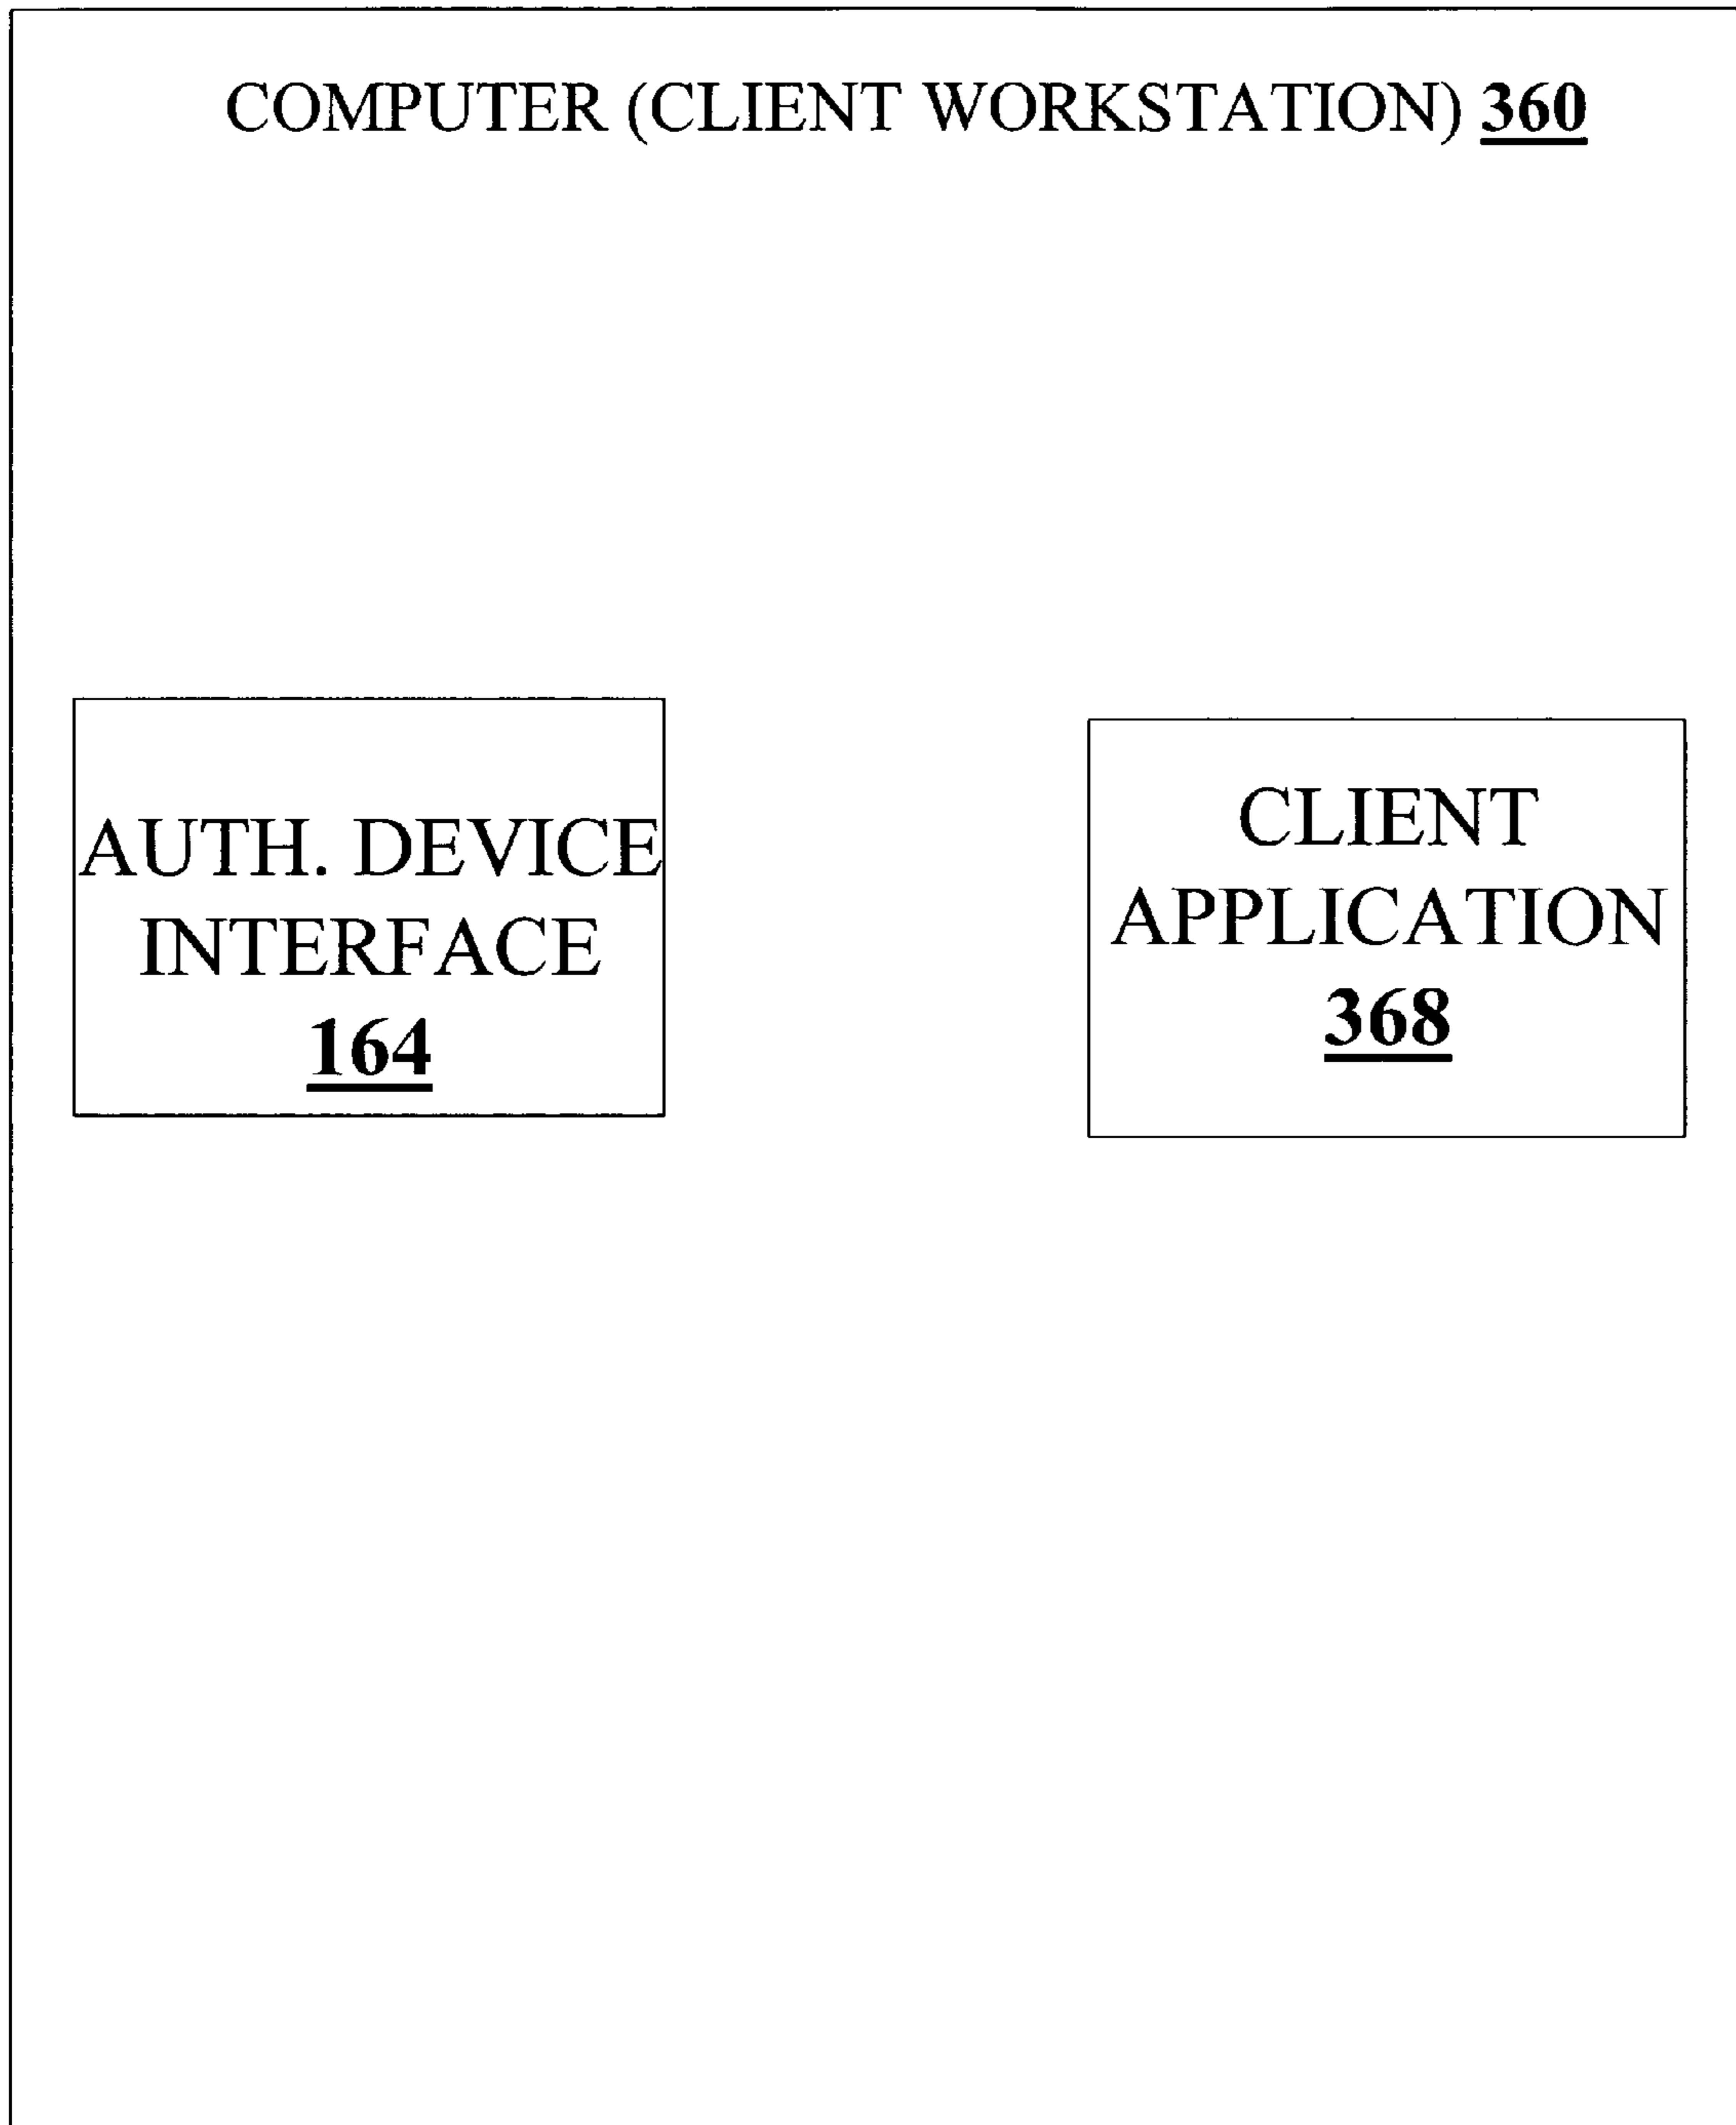 COMPUTER (CLIENT WORKSTATION) 360
AUTH. DEVICE
INTERFACE
164
CLIENT
APPLICATION
368